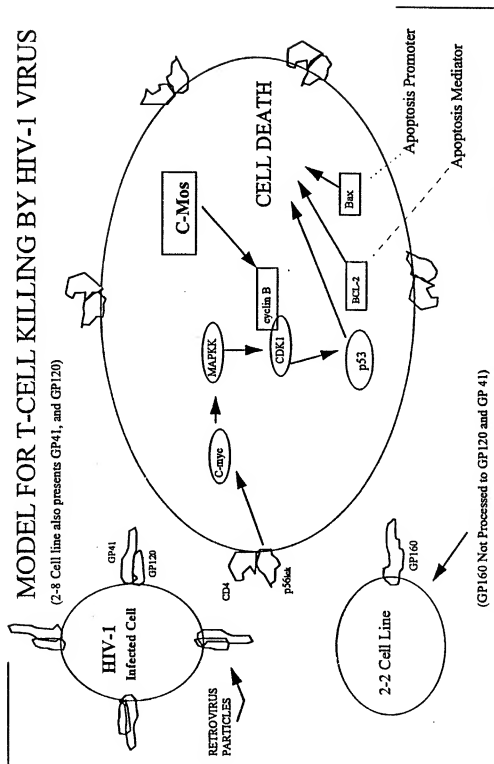 MODEL FOR T-CELL KILLING BY HIV-1 VIRUS
(2-8 Cell line also presents GP41, and GP120)
GP41
GP120
HIV-1
Infected Cell
RETROVIRUS
PARTICLES
CD4
p56lck
C-myc
MAPKK
C-Mos
cyclin B
CDK1
p53
BCL-2
Bax
CELL DEATH
Apoptosis Promoter
Apoptosis Mediator
2-2 Cell Line
GP160
(GP160 Not Processed to GP120 and GP 41)